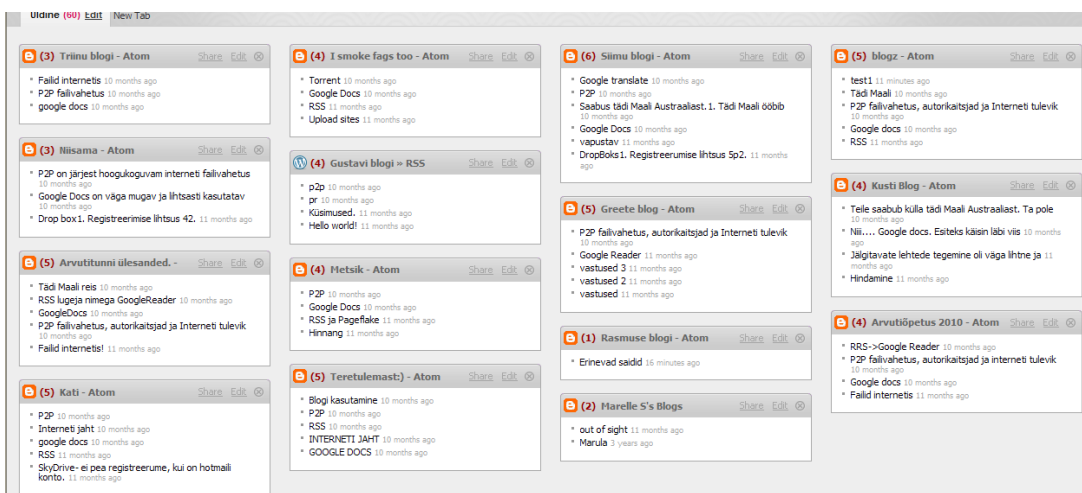 Üldine (60) Edit New Tab
(3) Triinu blogi - Atom Share Edit
Failid internetis 10 months ago
P2P failivahetus 10 months ago
google docs 10 months ago
(3) Niisama - Atom Share Edit
P2P on järjest hoogukoguvam interneti failivahetus
10 months ago
Google Docs on väga mugav ja lihtsasti kasutatav
10 months ago
Drop box1. Registreerimise lihtsus 42. 11 months ago
(5) Arvutitunni ülesanded. - Share Edit
Tädi Maali reis 10 months ago
RSS lugeja nimega GoogleReader 10 months ago
GoogleDocs 10 months ago
P2P failivahetus, autorikaitsjad ja Interneti tulevik
10 months ago
Failid internetis! 11 months ago
(5) Kati - Atom Share Edit
P2P 10 months ago
Interneti jaht 10 months ago
google docs 10 months ago
RSS 11 months ago
SkyDrive- ei pea registreerume, kui on hotmaili
konto. 11 months ago
(4) I smoke fags too - Atom Share Edit
Torrent 10 months ago
Google Docs 10 months ago
RSS 11 months ago
Upload sites 11 months ago
(4) Gustavi blogi » RSS Share Edit
p2p 10 months ago
pr 10 months ago
Küsimused. 11 months ago
Hello world! 11 months ago
(4) Metsik - Atom Share Edit
P2P 10 months ago
Google Docs 10 months ago
RSS ja Pageflake 10 months ago
Hinnang 11 months ago
(5) Teretulemast:) - Atom Share Edit
Blogi kasutamine 10 months ago
P2P 10 months ago
RSS 10 months ago
INTERNETI JAHT 10 months ago
GOOGLE DOCS 10 months ago
(6) Siimu blogi - Atom Share Edit
Google translate 10 months ago
P2P 10 months ago
Saabus tädi Maali Austraaliast.1. Tädi Maali ööbib
10 months ago
Google Docs 10 months ago
vapustav 11 months ago
DropBoks1. Registreerumise lihtsus 5p2. 11 months
ago
(5) Greete blog - Atom Share Edit
P2P failivahetus, autorikaitsjad ja Interneti tulevik
10 months ago
Google Reader 11 months ago
vastused 3 11 months ago
vastused 2 11 months ago
vastused 11 months ago
(1) Rasmuse blogi - Atom Share Edit
Erinevad saidid 16 minutes ago
(2) Marelle S's Blogs Share Edit
out of sight 11 months ago
Marula 3 years ago
(5) blogz - Atom Share Edit
test1 11 minutes ago
Tädi Maali 10 months ago
P2P failivahetus, autorikaitsjad ja Interneti tulevik
10 months ago
Google docs 10 months ago
RSS 11 months ago
(4) Kusti Blog - Atom Share Edit
Teile saabub külla tädi Maali Austraaliast. Ta pole
10 months ago
Nii.... Google docs. Esiteks käisin läbi viis 10 months
ago
Jälgitavate lehtede tegemine oli väga lihtne ja 11
months ago
Hindamine 11 months ago
(4) Arvutiõpetus 2010 - Atom Share Edit
RRS->Google Reader 10 months ago
P2P failivahetus, autorikaitsjad ja interneti tulevik
10 months ago
Google docs 10 months ago
Failid internetis 11 months ago